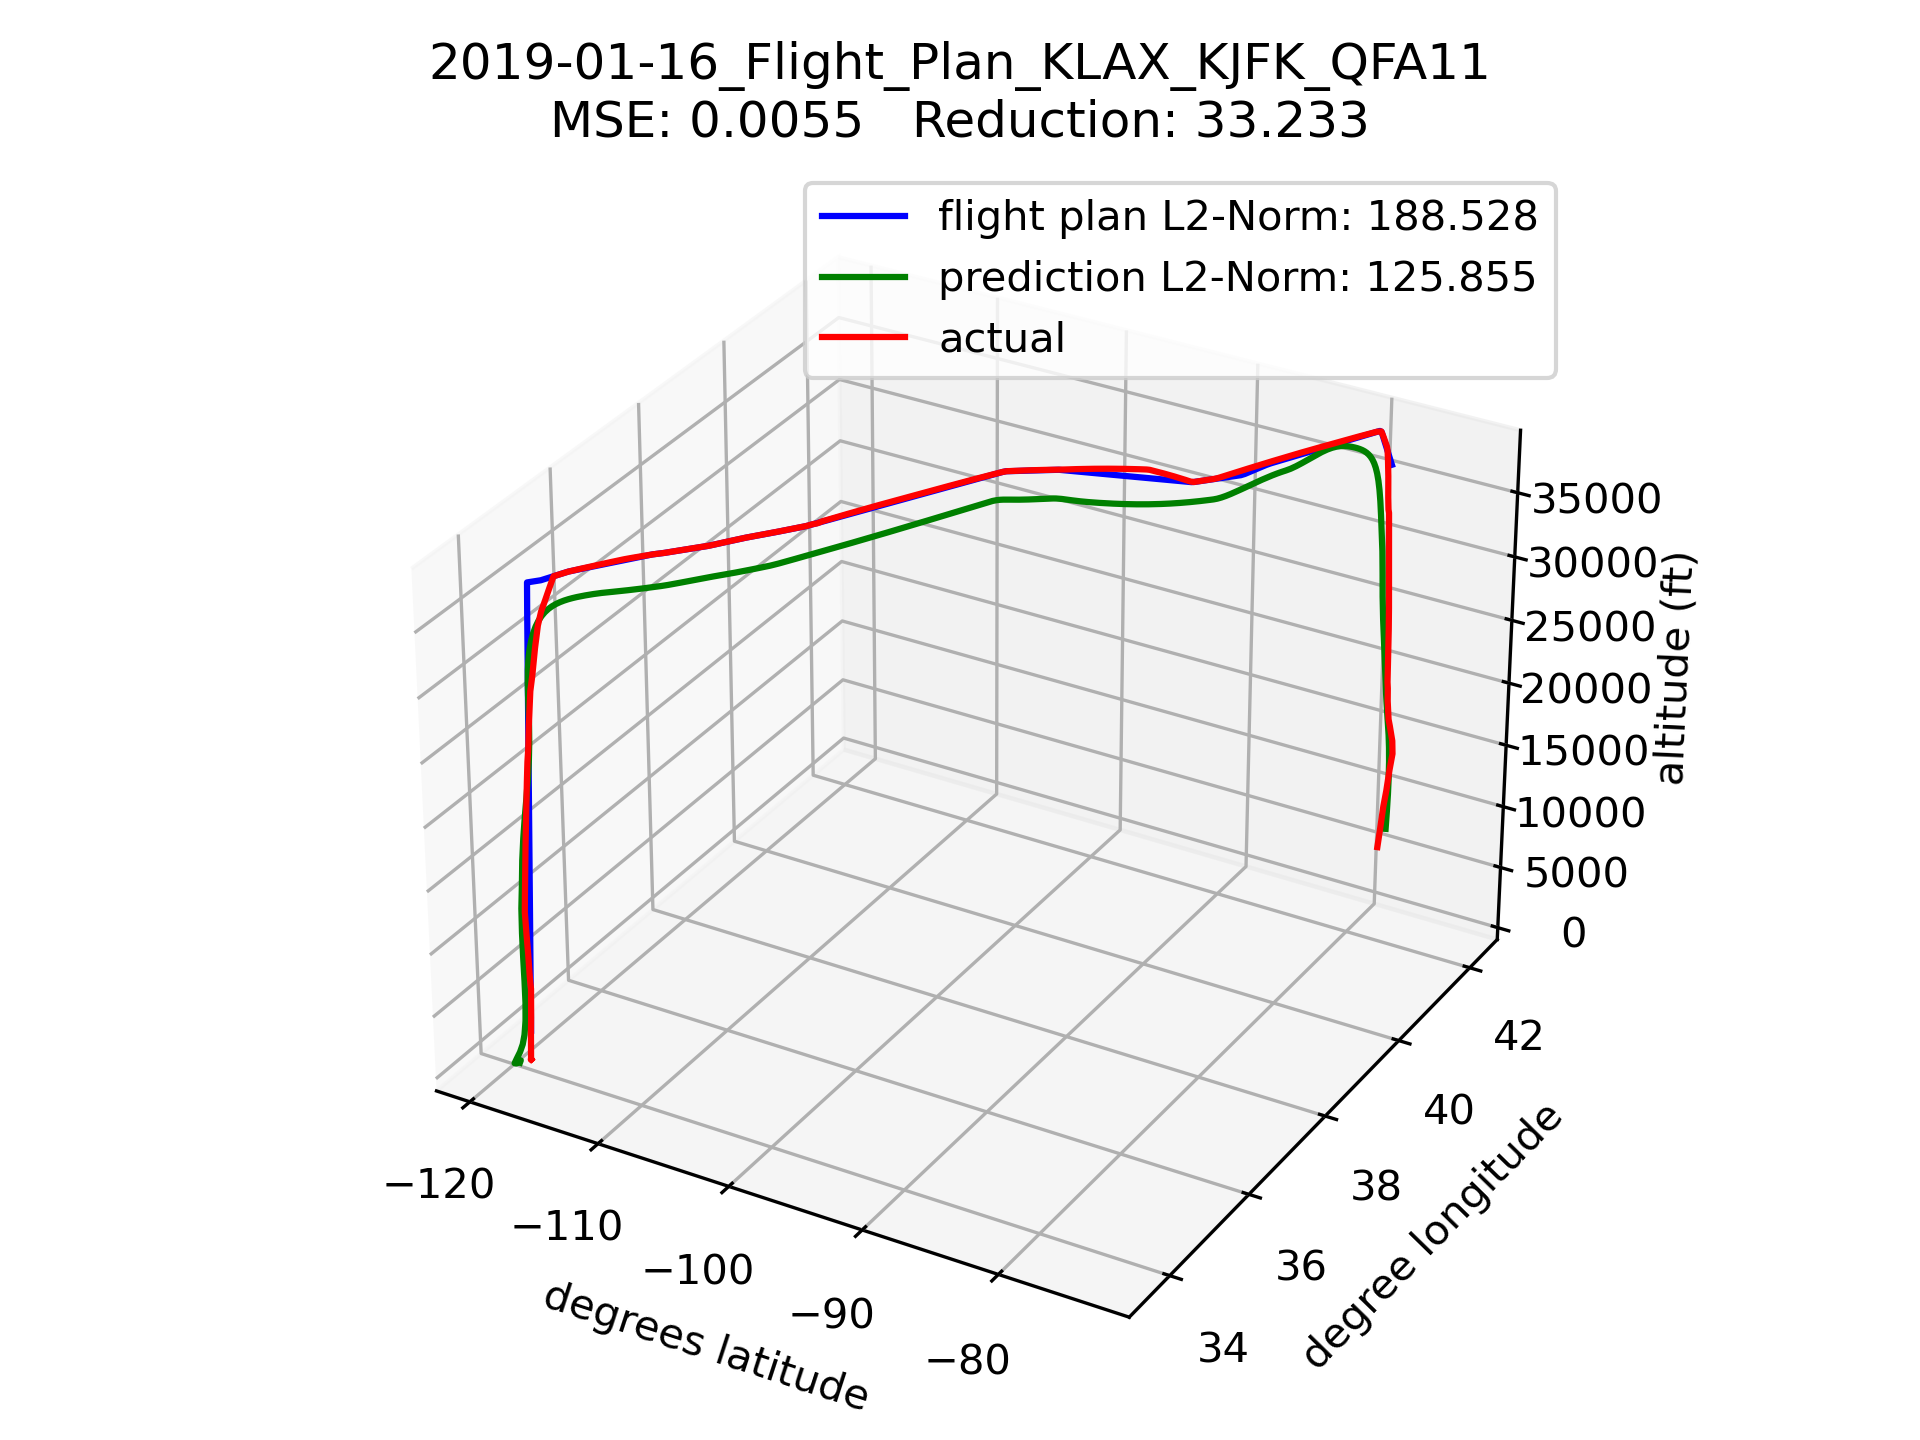 2019-01-16_Flight_Plan_KLAX_KJFK_QFA11
MSE: 0.0055   Reduction: 33.233
flight plan L2-Norm: 188.528
prediction L2-Norm: 125.855
actual
35000
30000
25000
20000
15000
10000
5000
0
altitude (ft)
42
40
38
36
34
degree longitude
−120
−110
−100
−90
−80
degrees latitude